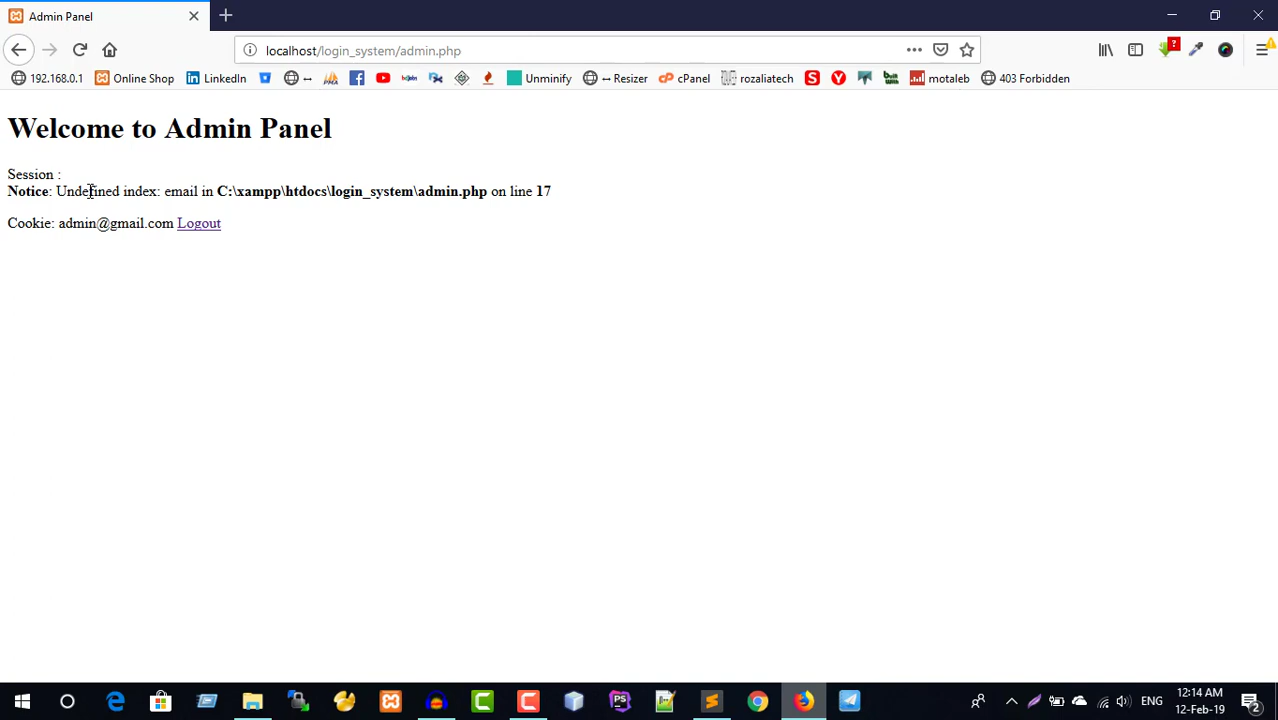 Admin Panel
localhost/login_system/admin.php
192.168.0.1 Online Shop LinkedIn Unminify Resizer cPanel rozaliatech motaleb 403 Forbidden
Welcome to Admin Panel
Session :
Notice: Undefined index: email in C:\xampp\htdocs\login_system\admin.php on line 17
Cookie: admin@gmail.com Logout
ENG
12:14 AM
12-Feb-19
2